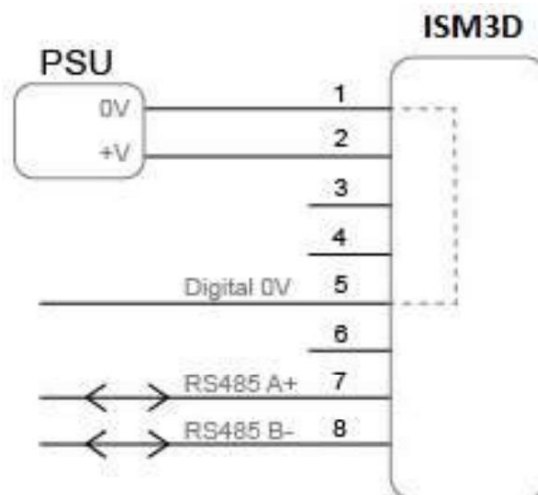 ISM3D
PSU
0V
1
+V
2
3
4
Digital 0V
5
6
RS485 A+
7
RS485 B-
8